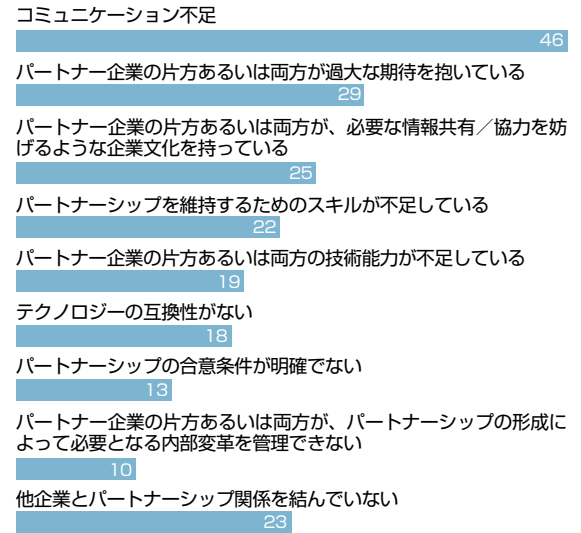 コミュニケーション不足
46
パートナー企業の片方あるいは両方が過大な期待を抱いている
29
パートナー企業の片方あるいは両方が、必要な情報共有／協力を妨
げるような企業文化を持っている
25
パートナーシップを維持するためのスキルが不足している
22
パートナー企業の片方あるいは両方の技術能力が不足している
19
テクノロジーの互換性がない
18
パートナーシップの合意条件が明確でない
13
パートナー企業の片方あるいは両方が、パートナーシップの形成に
よって必要となる内部変革を管理できない
10
他企業とパートナーシップ関係を結んでいない
23